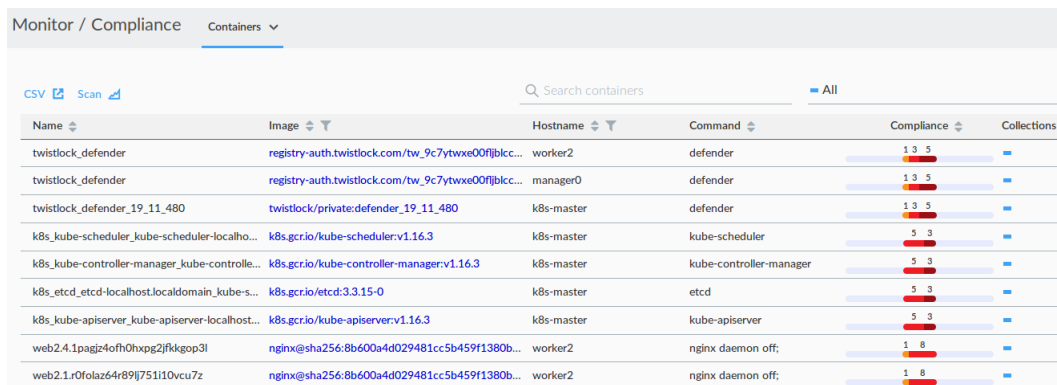 Monitor / Compliance Containers
CSV Scan Search containers All
Name Image Hostname Command Compliance Collections
twistlock_defender registry-auth.twistlock.com/tw_9c7ytwxe00fljblcc... worker2 defender 1 3 5
twistlock_defender registry-auth.twistlock.com/tw_9c7ytwxe00fljblcc... manager0 defender 1 3 5
twistlock_defender_19_11_480 twistlock/private:defender_19_11_480 k8s-master defender 1 3 5
k8s_kube-scheduler_kube-scheduler-localho... k8s.gcr.io/kube-scheduler:v1.16.3 k8s-master kube-scheduler 5 3
k8s_kube-controller-manager_kube-controlle... k8s.gcr.io/kube-controller-manager:v1.16.3 k8s-master kube-controller-manager 5 3
k8s_etcd_etcd-localhost.localdomain_kube-s... k8s.gcr.io/etcd:3.3.15-0 k8s-master etcd 5 3
k8s_kube-apiserver_kube-apiserver-localhost... k8s.gcr.io/kube-apiserver:v1.16.3 k8s-master kube-apiserver 5 3
web2.4.1pagjz4ofh0hxpg2jfkkgop3l nginx@sha256:8b600a4d029481cc5b459f1380b... worker2 nginx daemon off; 1 8
web2.1.r0folaz64r89lj751i10vcu7z nginx@sha256:8b600a4d029481cc5b459f1380b... worker2 nginx daemon off; 1 8